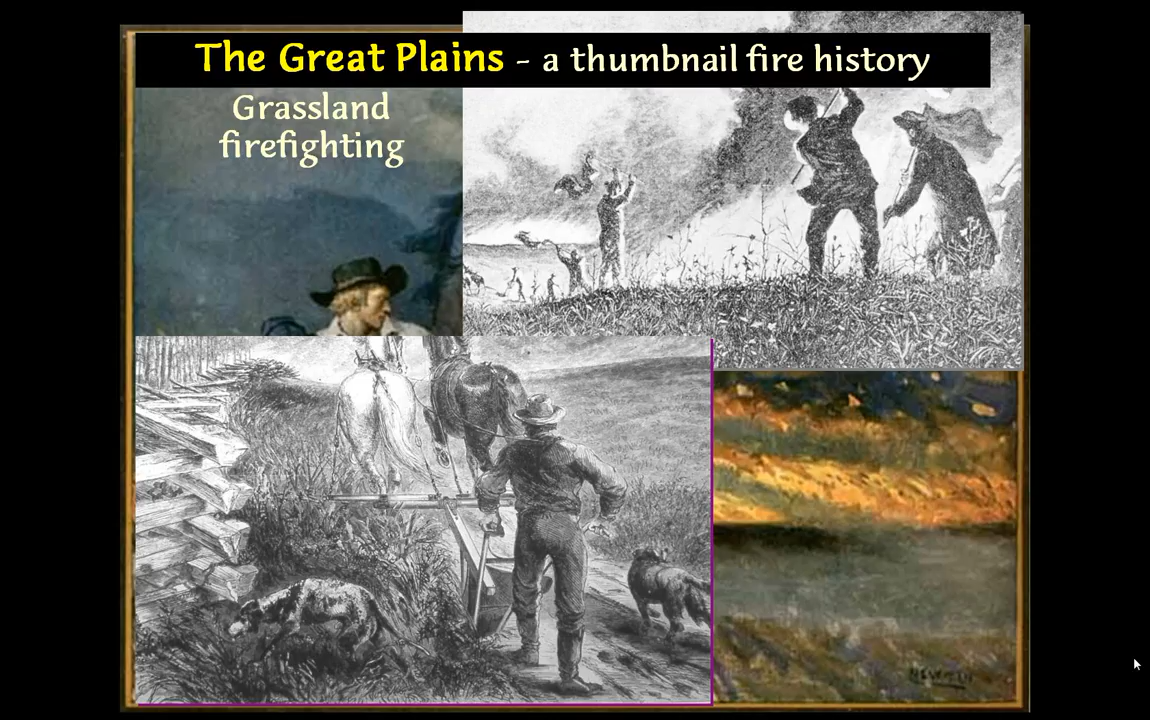 The Great Plains - a thumbnail fire history
Grassland
firefighting